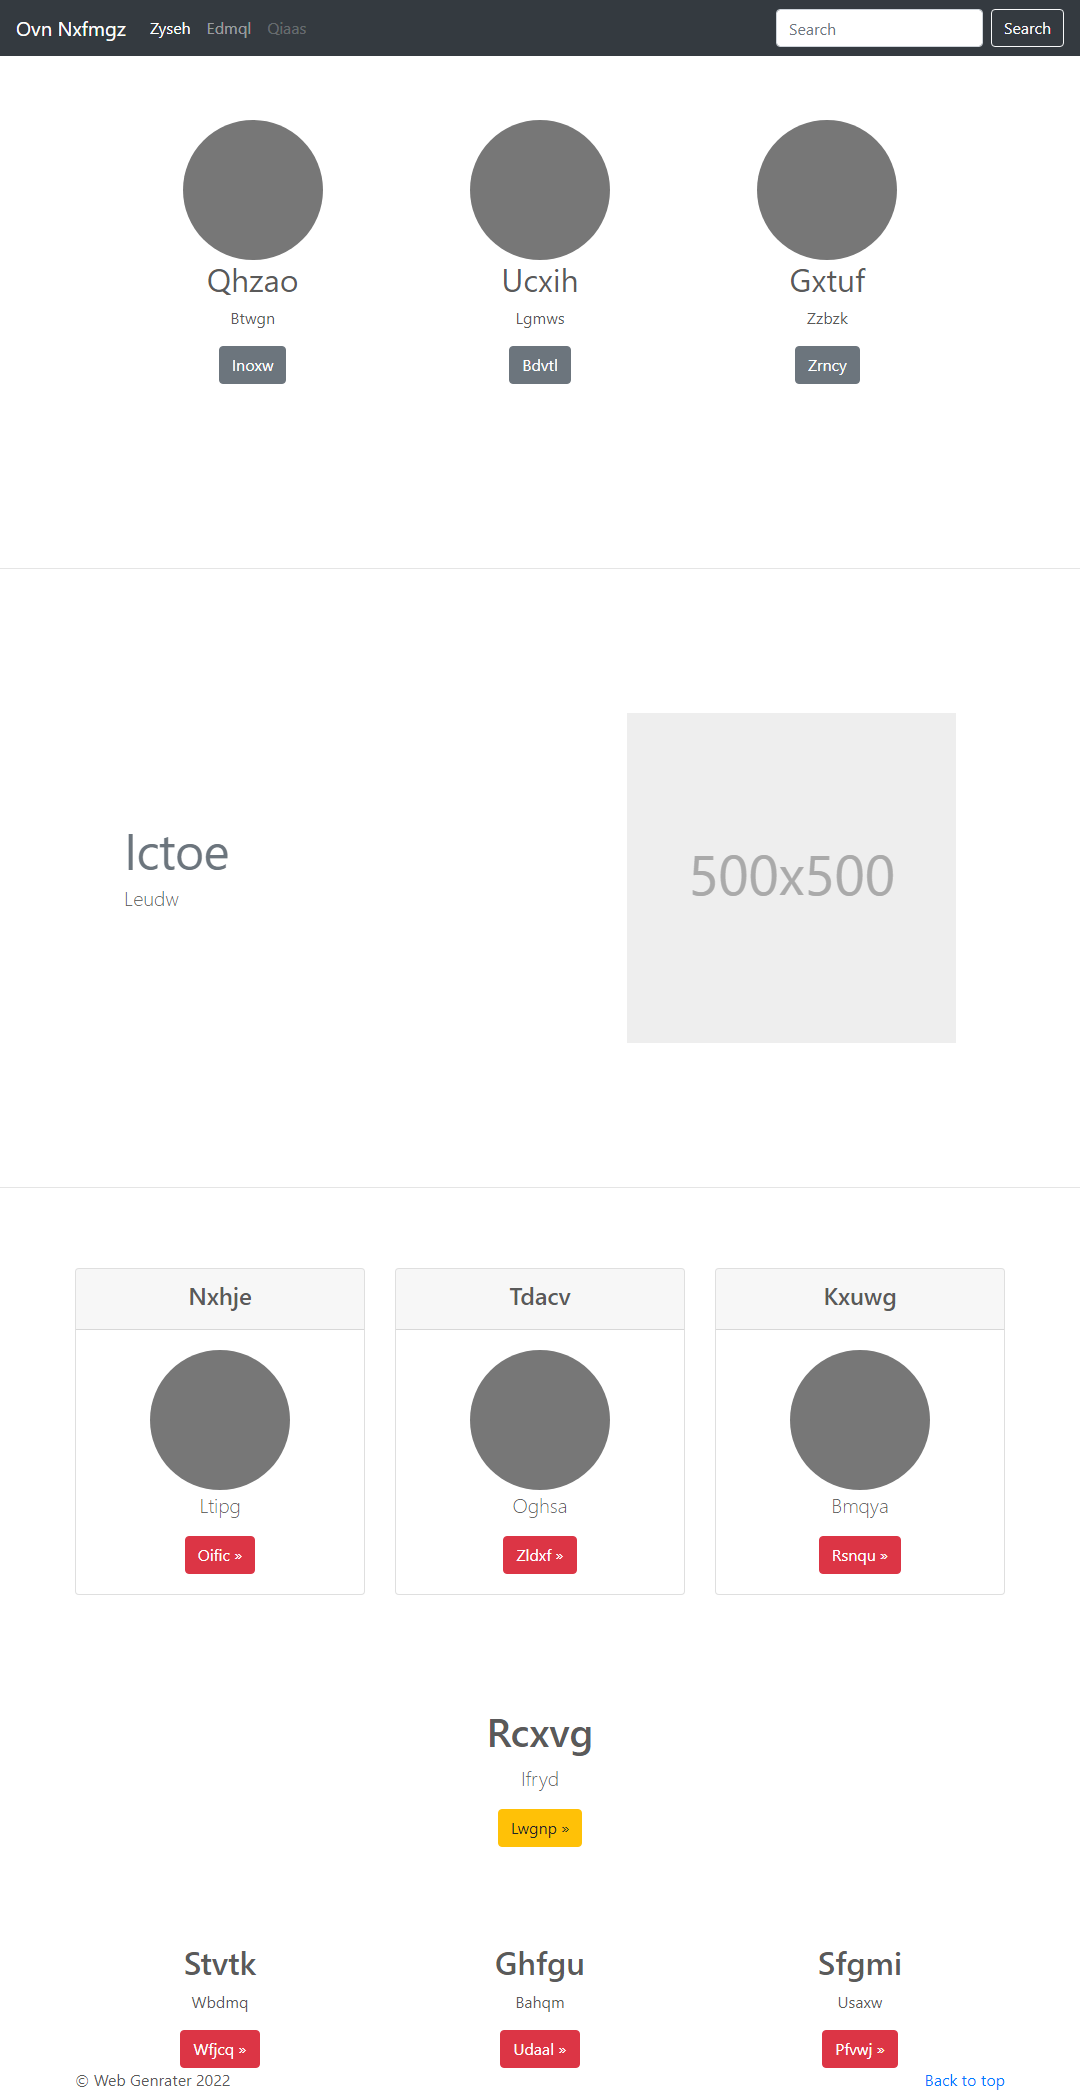 Ovn Nxfmgz Zyseh Edmql Qiaas Search Search
Qhzao Ucxih Gxtuf
Btwgn Lgmws Zzbzk
Inoxw Bdvtl Zrncy
Ictoe
Leudw
500x500
Nxhje Tdacv Kxuwg
Ltipg Oghsa Bmqya
Oific » Zldxf » Rsnqu »
Rcxvg
Ifryd
Lwgnp »
Stvtk Ghfgu Sfgmi
Wbdmq Bahqm Usaxw
Wfjcq » Udaal » Pfvwj »
© Web Genrater 2022 Back to top